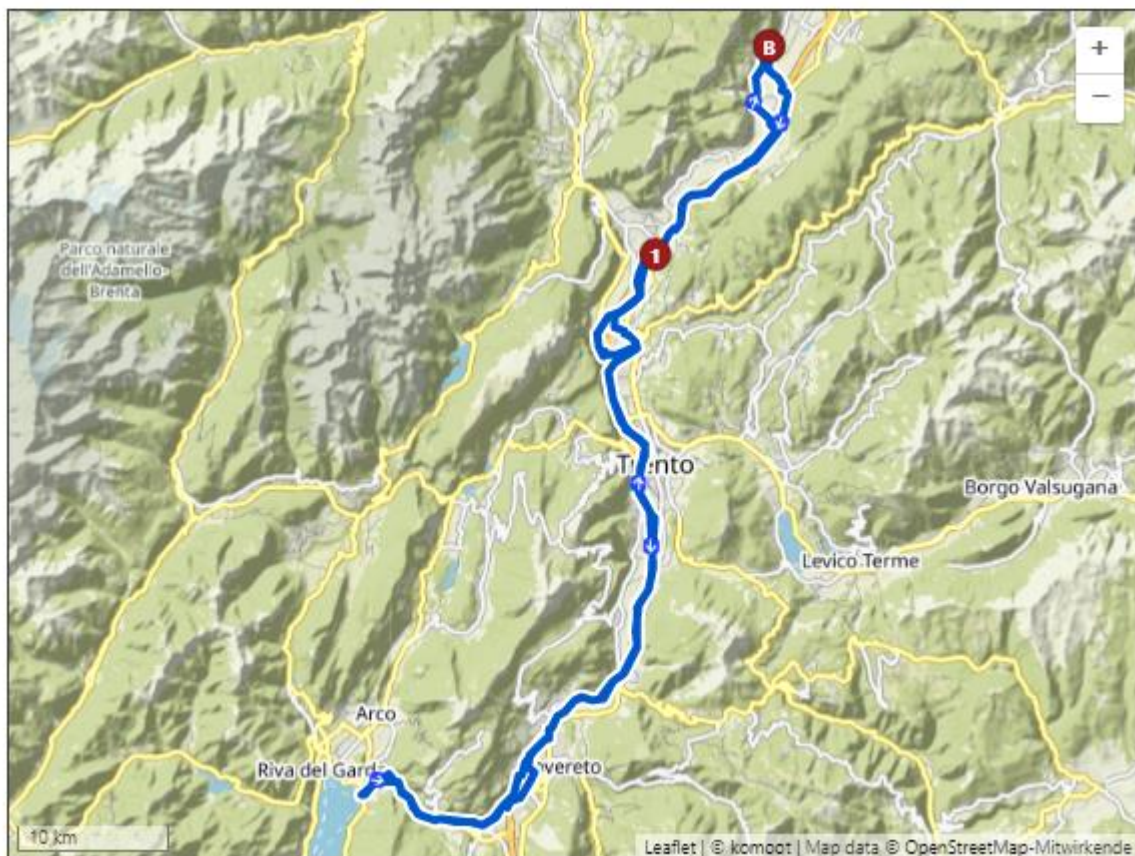 B
+
−
1
Parco naturale
dell'Adamello-
Brenta
Trento
Borgo Valsugana
Levico Terme
Arco
Riva del Garda
overeto
10 km
Leaflet | © komoot | Map data © OpenStreetMap-Mitwirkende